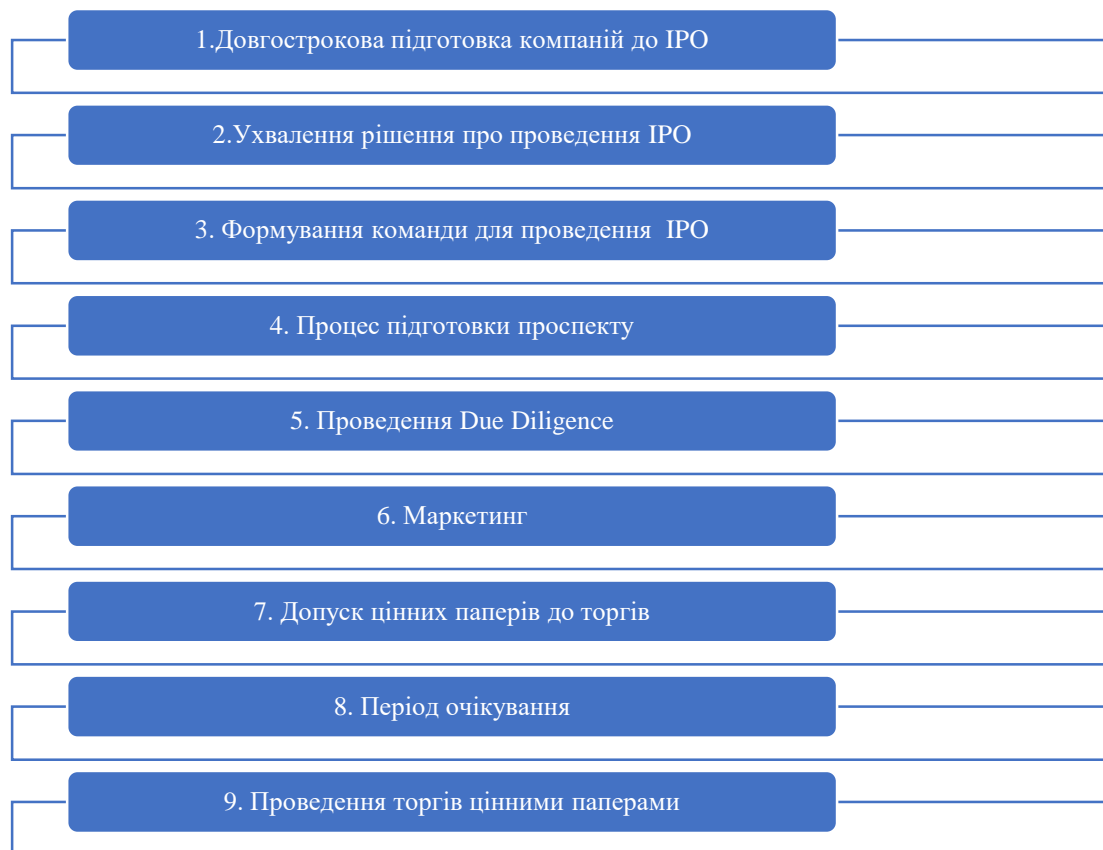 1.Довгострокова підготовка компаній до IPO
2.Ухвалення рішення про проведення IPO
3. Формування команди для проведення IPO
4. Процес підготовки проспекту
5. Проведення Due Diligence
6. Маркетинг
7. Допуск цінних паперів до торгів
8. Період очікування
9. Проведення торгів цінними паперами